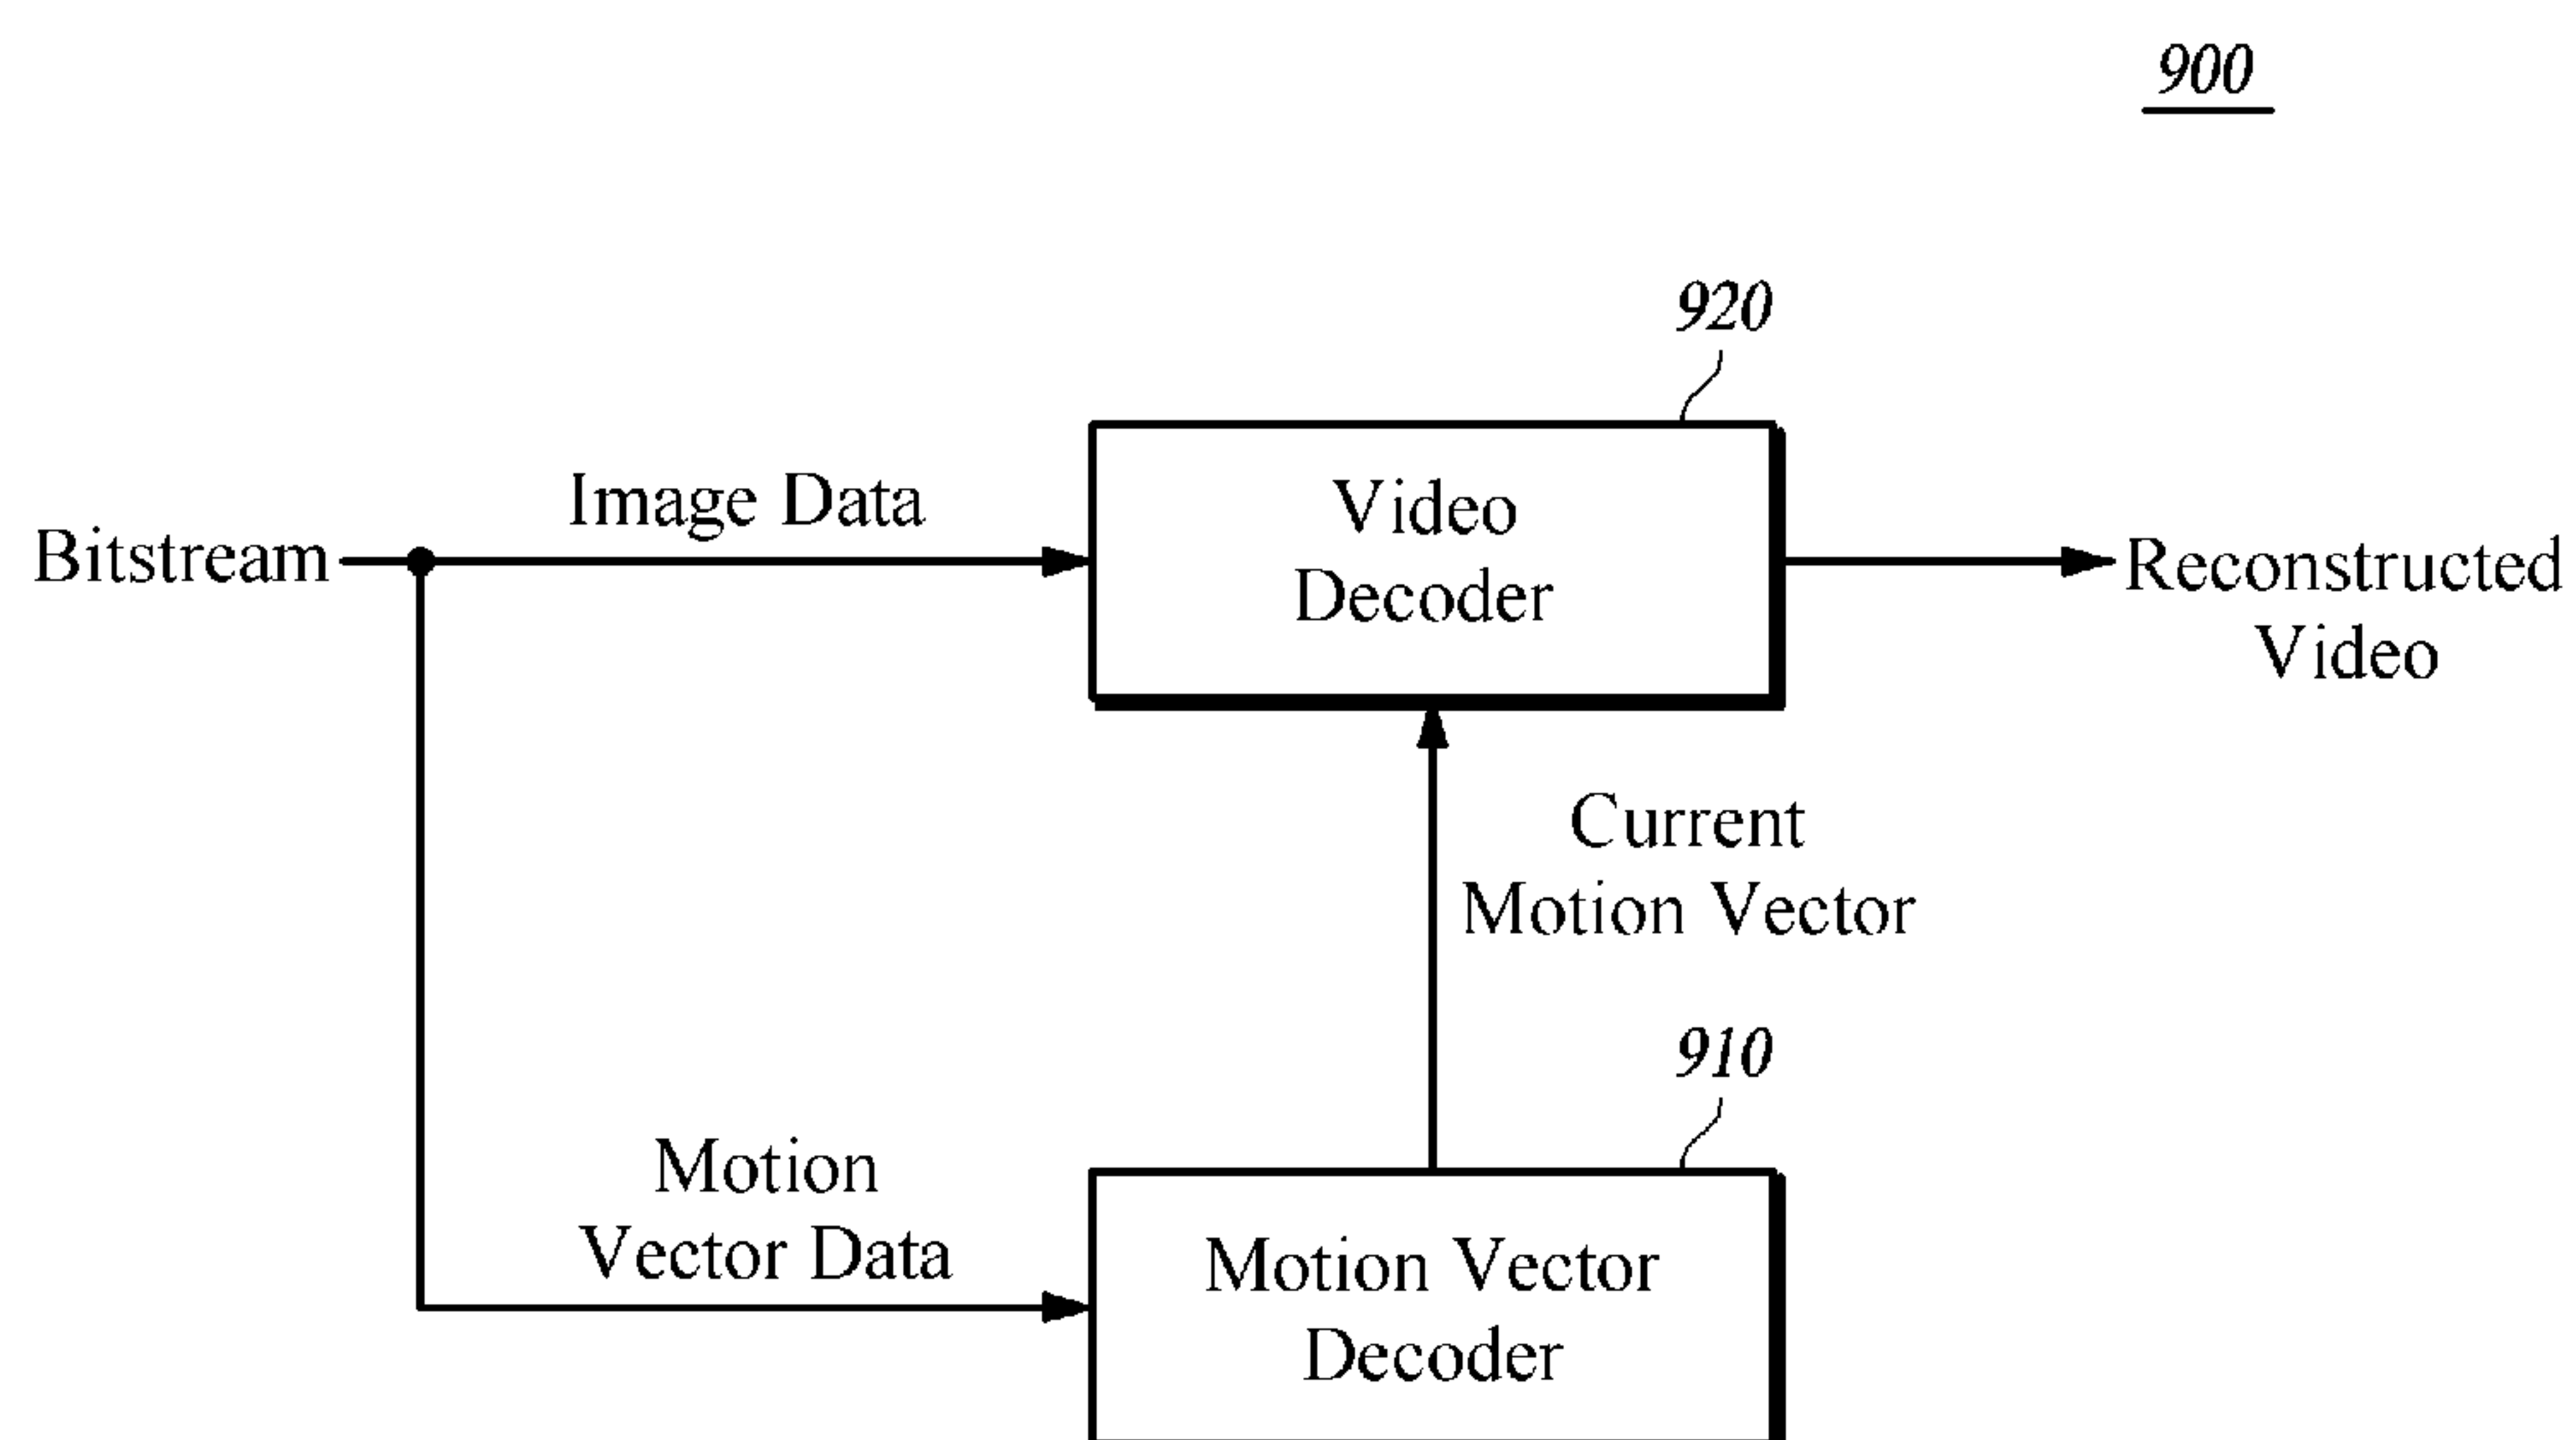 900
920
Image Data
Video
Decoder
Bitstream
Reconstructed
Video
Current
Motion Vector
910
Motion
Vector Data
Motion Vector
Decoder